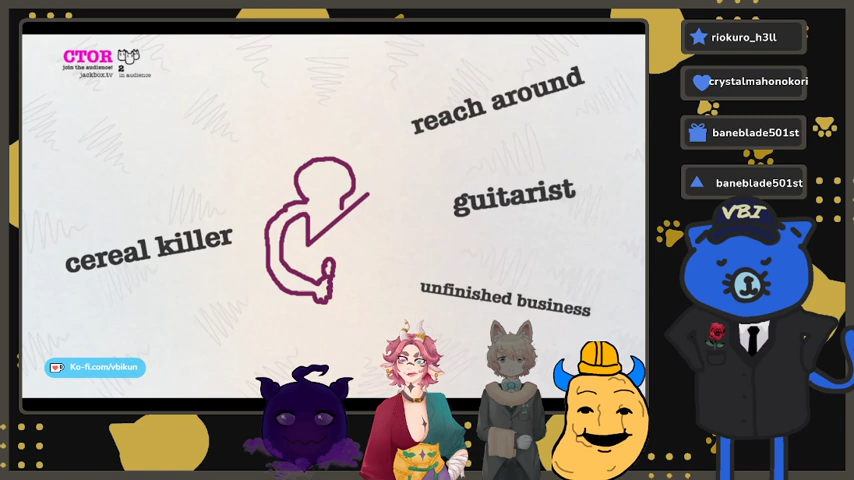 CTOR
join the audience!
jackbox.tv
2
in audience
reach around
guitarist
cereal killer
unfinished business
Ko-fi.com/vbikun
riokuro_h3ll
crystalmahonokori
baneblade501st
baneblade501st
VBI